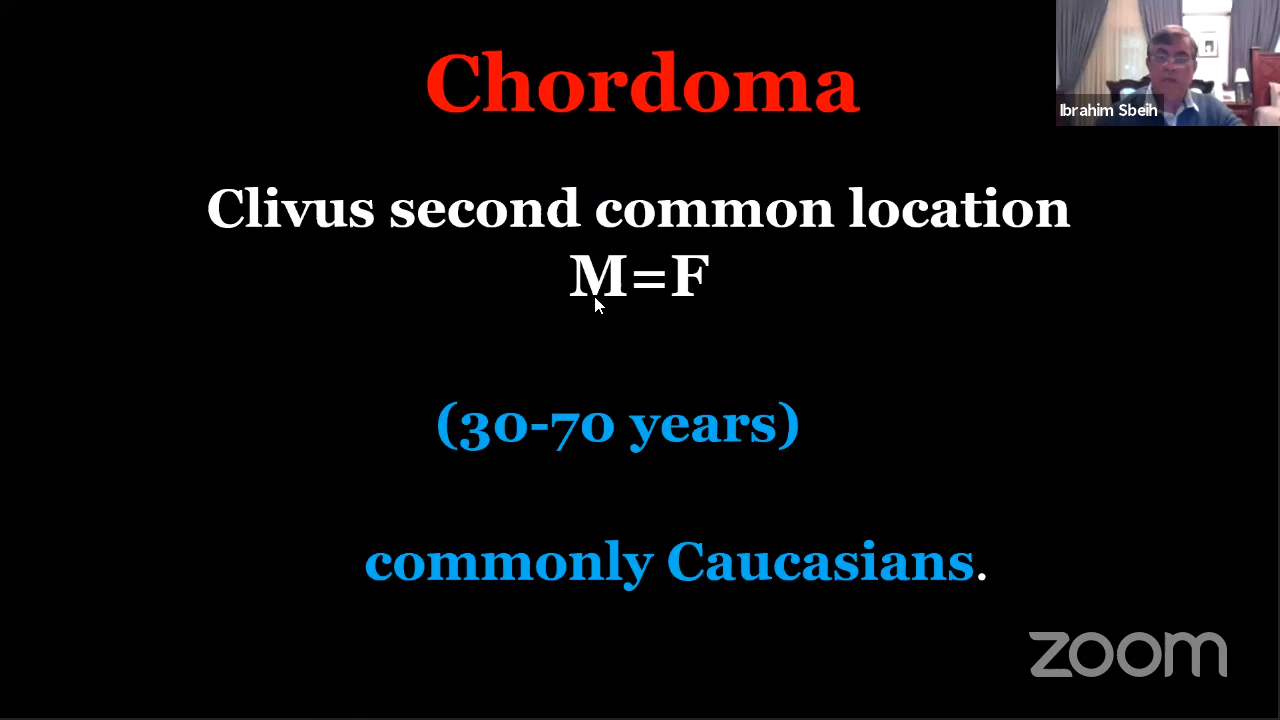 Chordoma
Ibrahim Sbeih
Clivus second common location
M=F
(30-70 years)
commonly Caucasians.
zoom